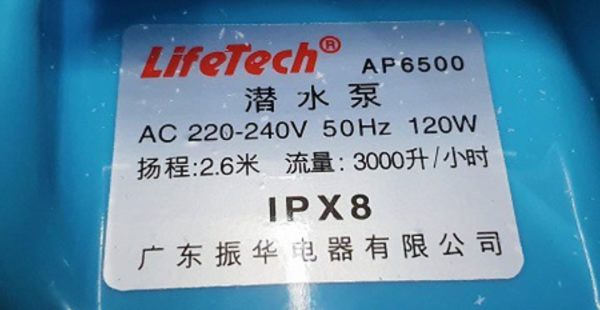 LifeTech® AP6500
潜水泵
AC 220-240V 50Hz 120W
扬程:2.6米 流量: 3000升/小时
IPX8
广东振华电器有限公司